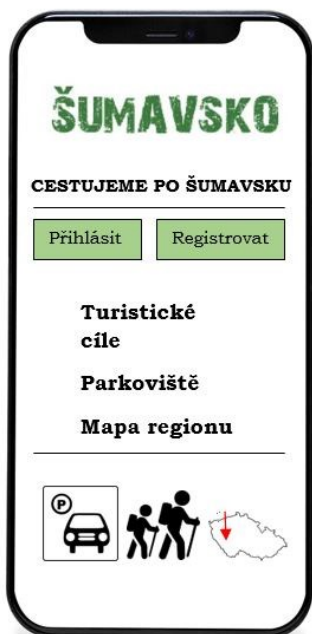 ŠUMAVSKO
CESTUJEME PO ŠUMAVSKU
Přihlásit
Registrovat
Turistické
cíle
Parkoviště
Mapa regionu
P